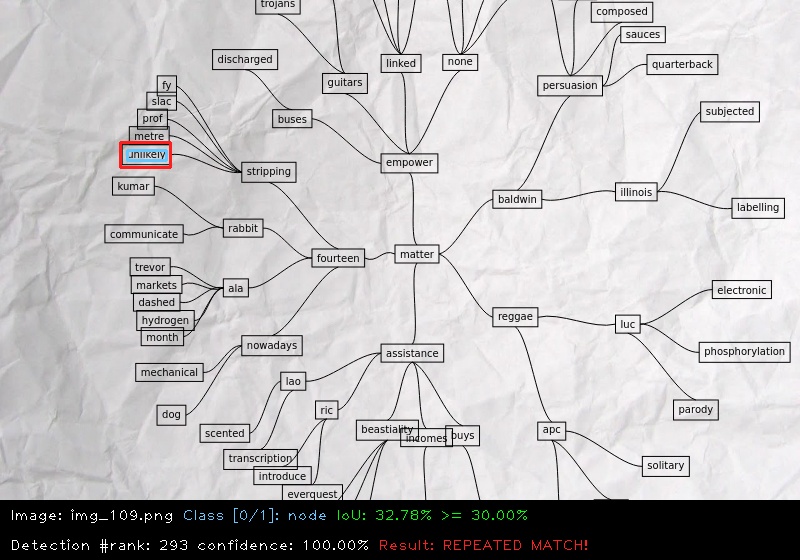 trojans
composed
sauces
discharged
linked
none
quarterback
guitars
persuasion
fy
slac
prof
buses
subjected
metre
unlikely
empower
stripping
kumar
illinois
baldwin
labelling
communicate
rabbit
matter
fourteen
trevor
markets
ala
electronic
dashed
hydrogen
reggae
luc
month
nowadays
assistance
phosphorylation
mechanical
lao
dog
ric
parody
scented
beastiality
incomes
buys
apc
transcription
solitary
introduce
everquest
Image: img_109.png Class [0/1]: node IoU: 32.78% >= 30.00%
Detection #rank: 293 confidence: 100.00% Result: REPEATED MATCH!